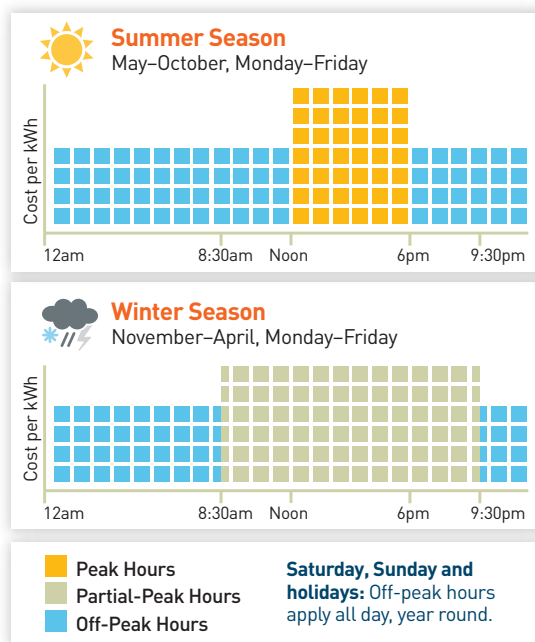 Summer Season
May–October, Monday–Friday
Cost per kWh
12am 8:30am Noon 6pm 9:30pm
Winter Season
November–April, Monday–Friday
Cost per kWh
12am 8:30am Noon 6pm 9:30pm
Peak Hours
Partial-Peak Hours
Off-Peak Hours
Saturday, Sunday and
holidays: Off-peak hours
apply all day, year round.